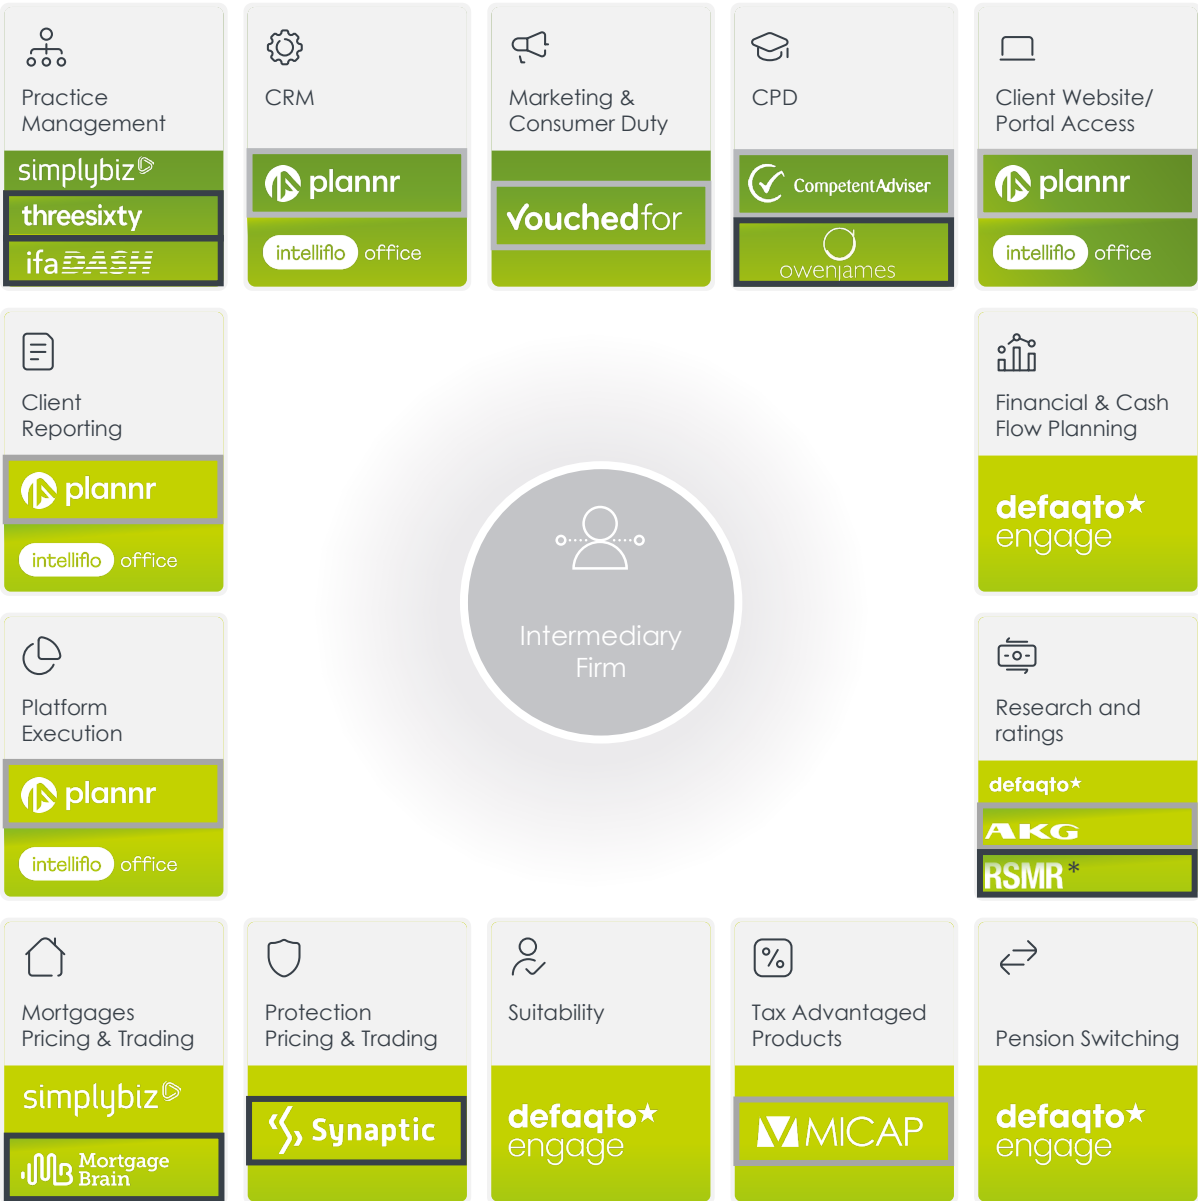 Practice
Management
simplybiz
threesixty
ifaDASH
CRM
plannr
intelliflo office
Marketing &
Consumer Duty
vouchedfor
CPD
CompetentAdviser
owenjames
Client Website/
Portal Access
plannr
intelliflo office
Client
Reporting
plannr
intelliflo office
Financial & Cash
Flow Planning
defaqto
engage
Intermediary
Firm
Platform
Execution
plannr
intelliflo office
Research and
ratings
defaqto
AKG
RSMR*
Mortgages
Pricing & Trading
simplybiz
Mortgage
Brain
Protection
Pricing & Trading
Synaptic
Suitability
defaqto
engage
Tax Advantaged
Products
MICAP
Pension Switching
defaqto
engage